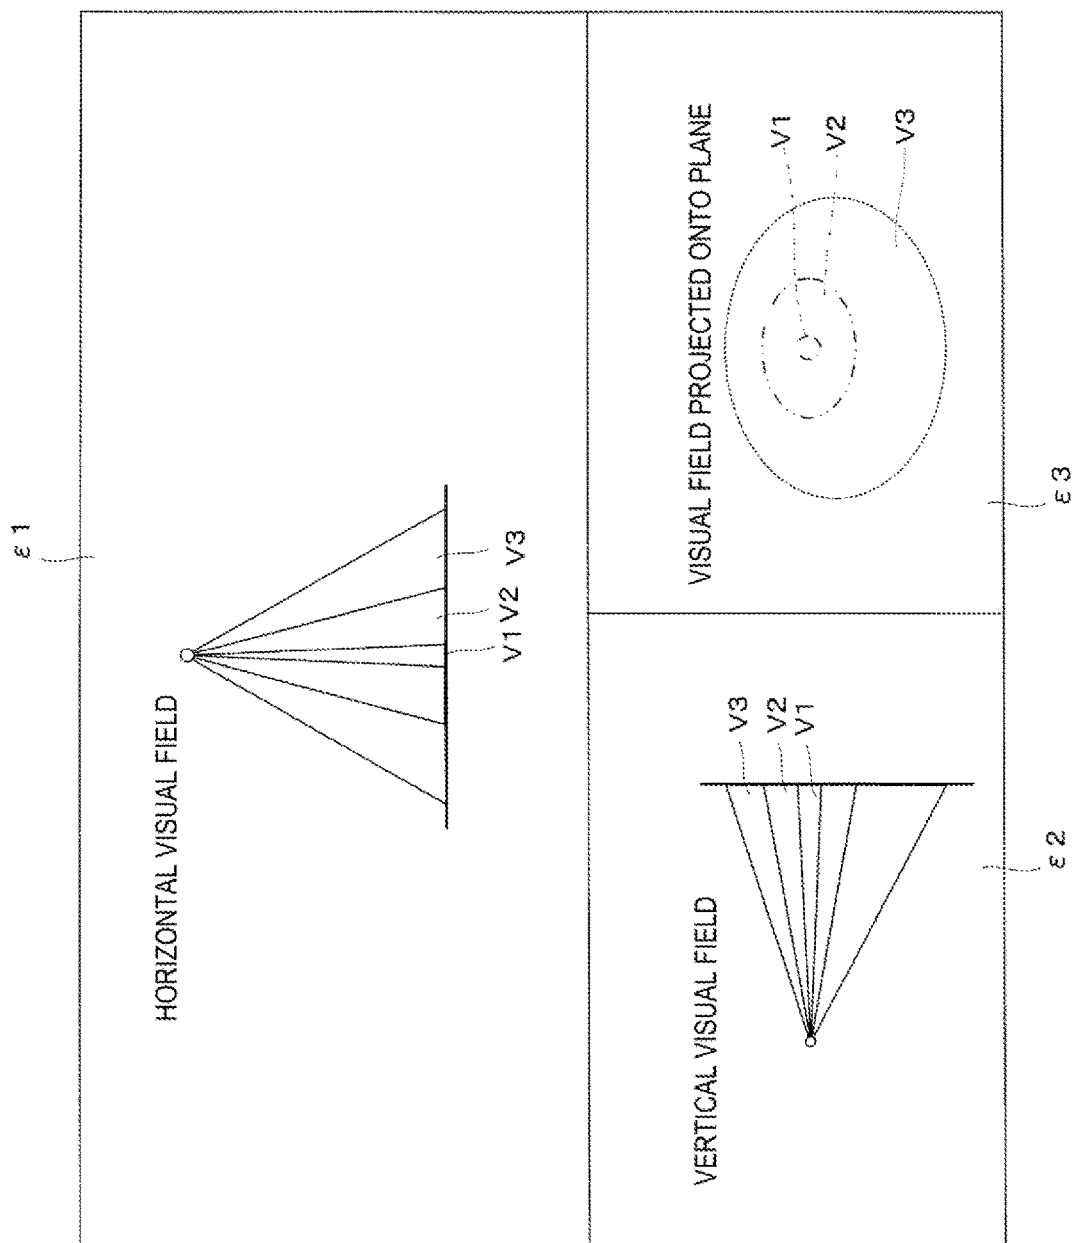 ε1
HORIZONTAL VISUAL FIELD
V1
V2
V3
ε2
VERTICAL VISUAL FIELD
V3
V2
V1
ε3
VISUAL FIELD PROJECTED ONTO PLANE
V1
V2
V3